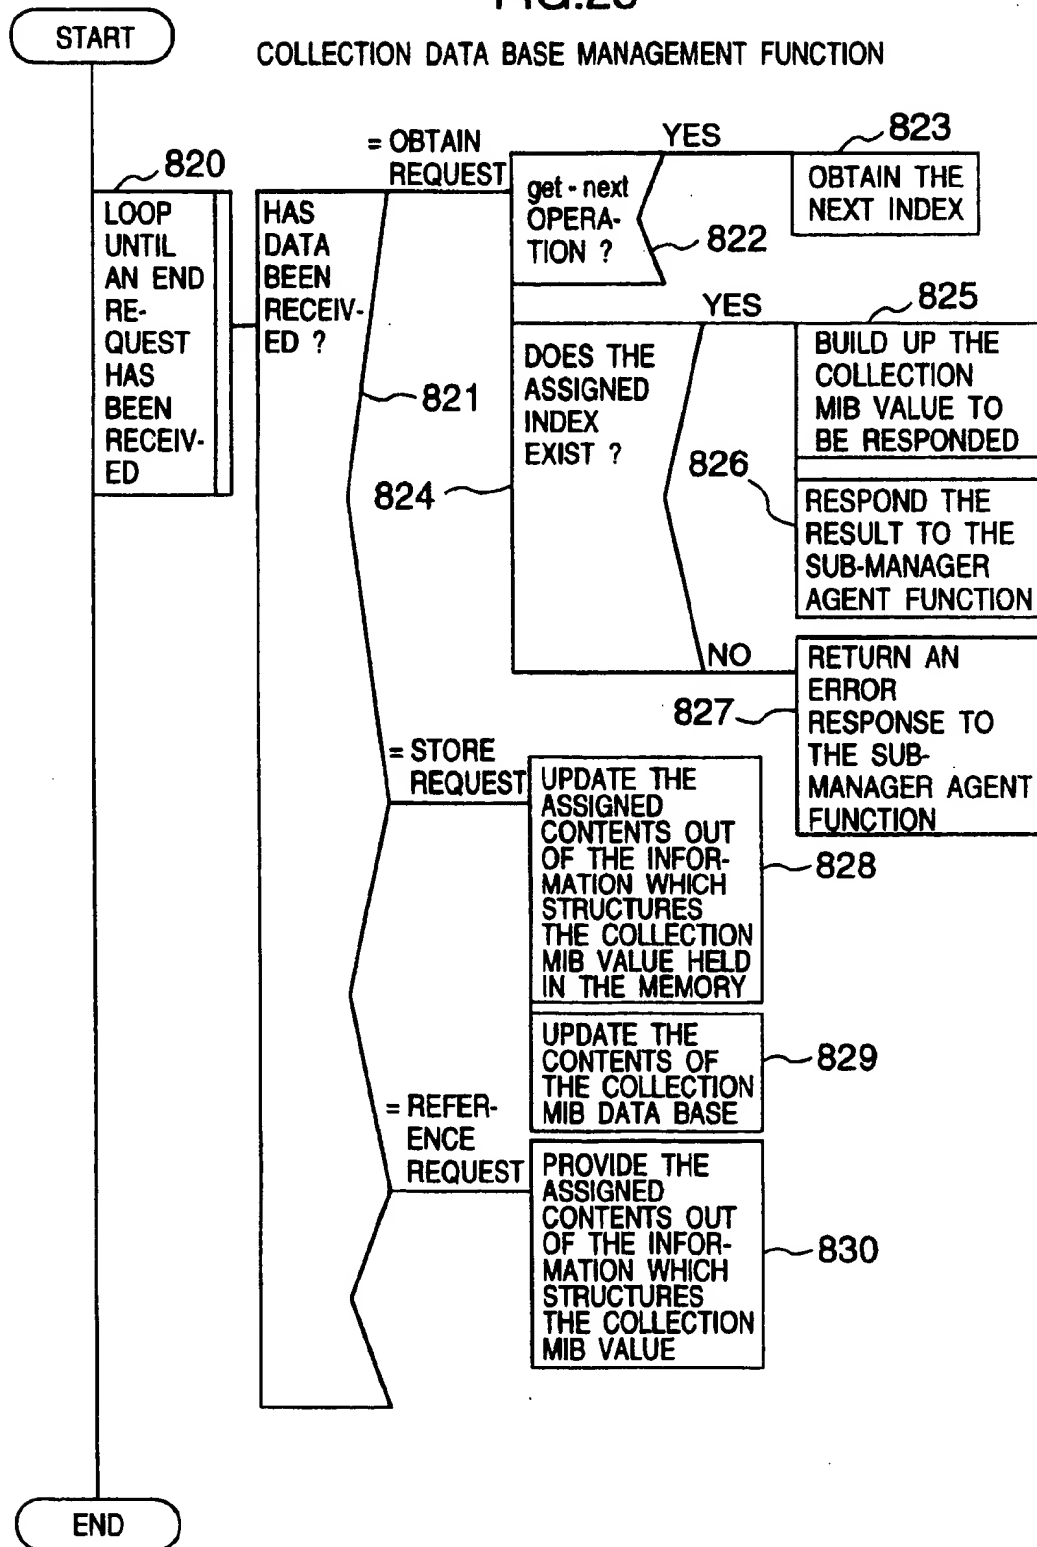 START
COLLECTION DATA BASE MANAGEMENT FUNCTION
820
LOOP
UNTIL
AN END
RE-
QUEST
HAS
BEEN
RECEIV-
ED
HAS
DATA
BEEN
RECEIV-
ED ?
821
= OBTAIN
REQUEST
get - next
OPERA-
TION ?
822
YES
823
OBTAIN THE
NEXT INDEX
DOES THE
ASSIGNED
INDEX
EXIST ?
824
YES
825
BUILD UP THE
COLLECTION
MIB VALUE TO
BE RESPONDED
826
RESPOND THE
RESULT TO THE
SUB-MANAGER
AGENT FUNCTION
NO
827
RETURN AN
ERROR
RESPONSE TO
THE SUB-
MANAGER AGENT
FUNCTION
= STORE
REQUEST
UPDATE THE
ASSIGNED
CONTENTS OUT
OF THE INFOR-
MATION WHICH
STRUCTURES
THE COLLECTION
MIB VALUE HELD
IN THE MEMORY
828
UPDATE THE
CONTENTS OF
THE COLLECTION
MIB DATA BASE
829
= REFER-
ENCE
REQUEST
PROVIDE THE
ASSIGNED
CONTENTS OUT
OF THE INFOR-
MATION WHICH
STRUCTURES
THE COLLECTION
MIB VALUE
830
END